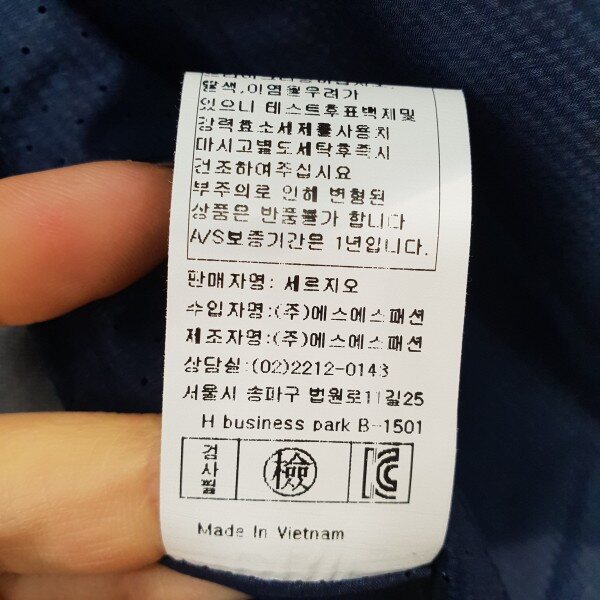 탈색,이염될우려가
있으니 테스트후표백제및
강력효소세제를사용치
마시고별도세탁후즉시
건조하여주십시요
부주의로 인해 변형된
상품은 반품불가 합니다
A/S보증기간은 1년입니다.
판매자명: 세르지오
수입자명:(주)에스에스패션
제조자명:(주)에스에스패션
상담실:(02)2212-0143
서울시 송파구 법원로11길25
H business park B-1501
검사필 檢 KC
Made In Vietnam